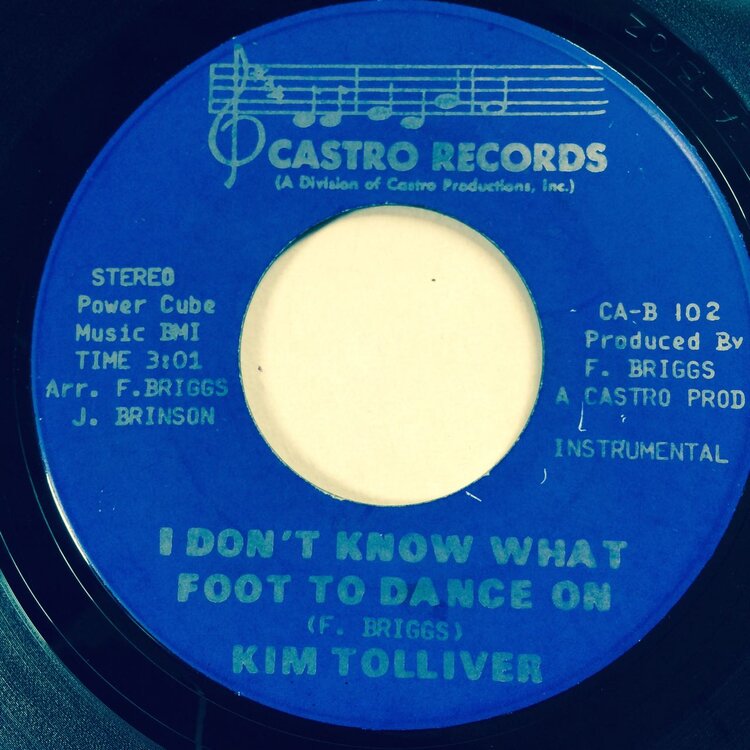 CASTRO RECORDS
(A Division of Castro Productions, Inc.)
STEREO
Power Cube
Music BMI
TIME 3:01
Arr. F.BRIGGS
J. BRINSON
CA-B 102
Produced By
F. BRIGGS
A CASTRO PROD
INSTRUMENTAL
I DON'T KNOW WHAT
FOOT TO DANCE ON
(F. BRIGGS)
KIM TOLLIVER